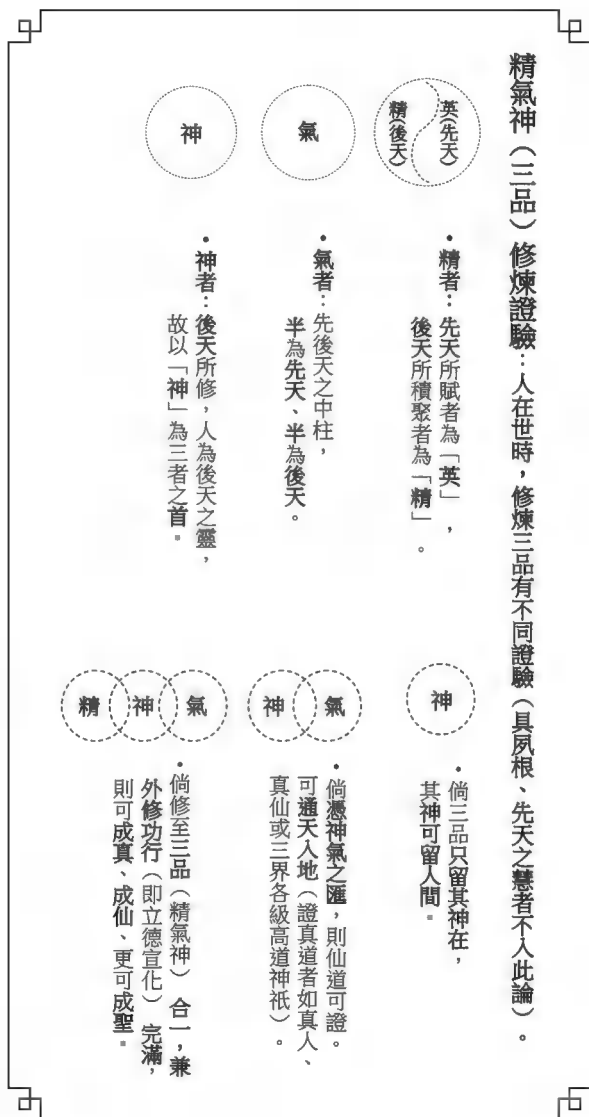 精氣神（三品）修煉證驗：人在世時，修煉三品有不同證驗（具夙根、先天之慧者不入此論）。
英(先天)
精(後天)
• 精者：先天所賦者為「英」，
後天所積聚者為「精」。
氣
• 氣者：先後天之中柱，
半為先天、半為後天。
神
• 神者：後天所修，人為後天之靈，
故以「神」為三者之首。
神
• 倘三品只留其神在，
其神可留人間。
氣
神
• 倘憑神氣之匯，則仙道可證。
可通天入地（證真道者如真人、
真仙或三界各級高道神祇）。
氣
神
精
• 倘修至三品（精氣神）合一，兼
外修功行（即立德宣化）完滿，
則可成真、成仙、更可成聖。